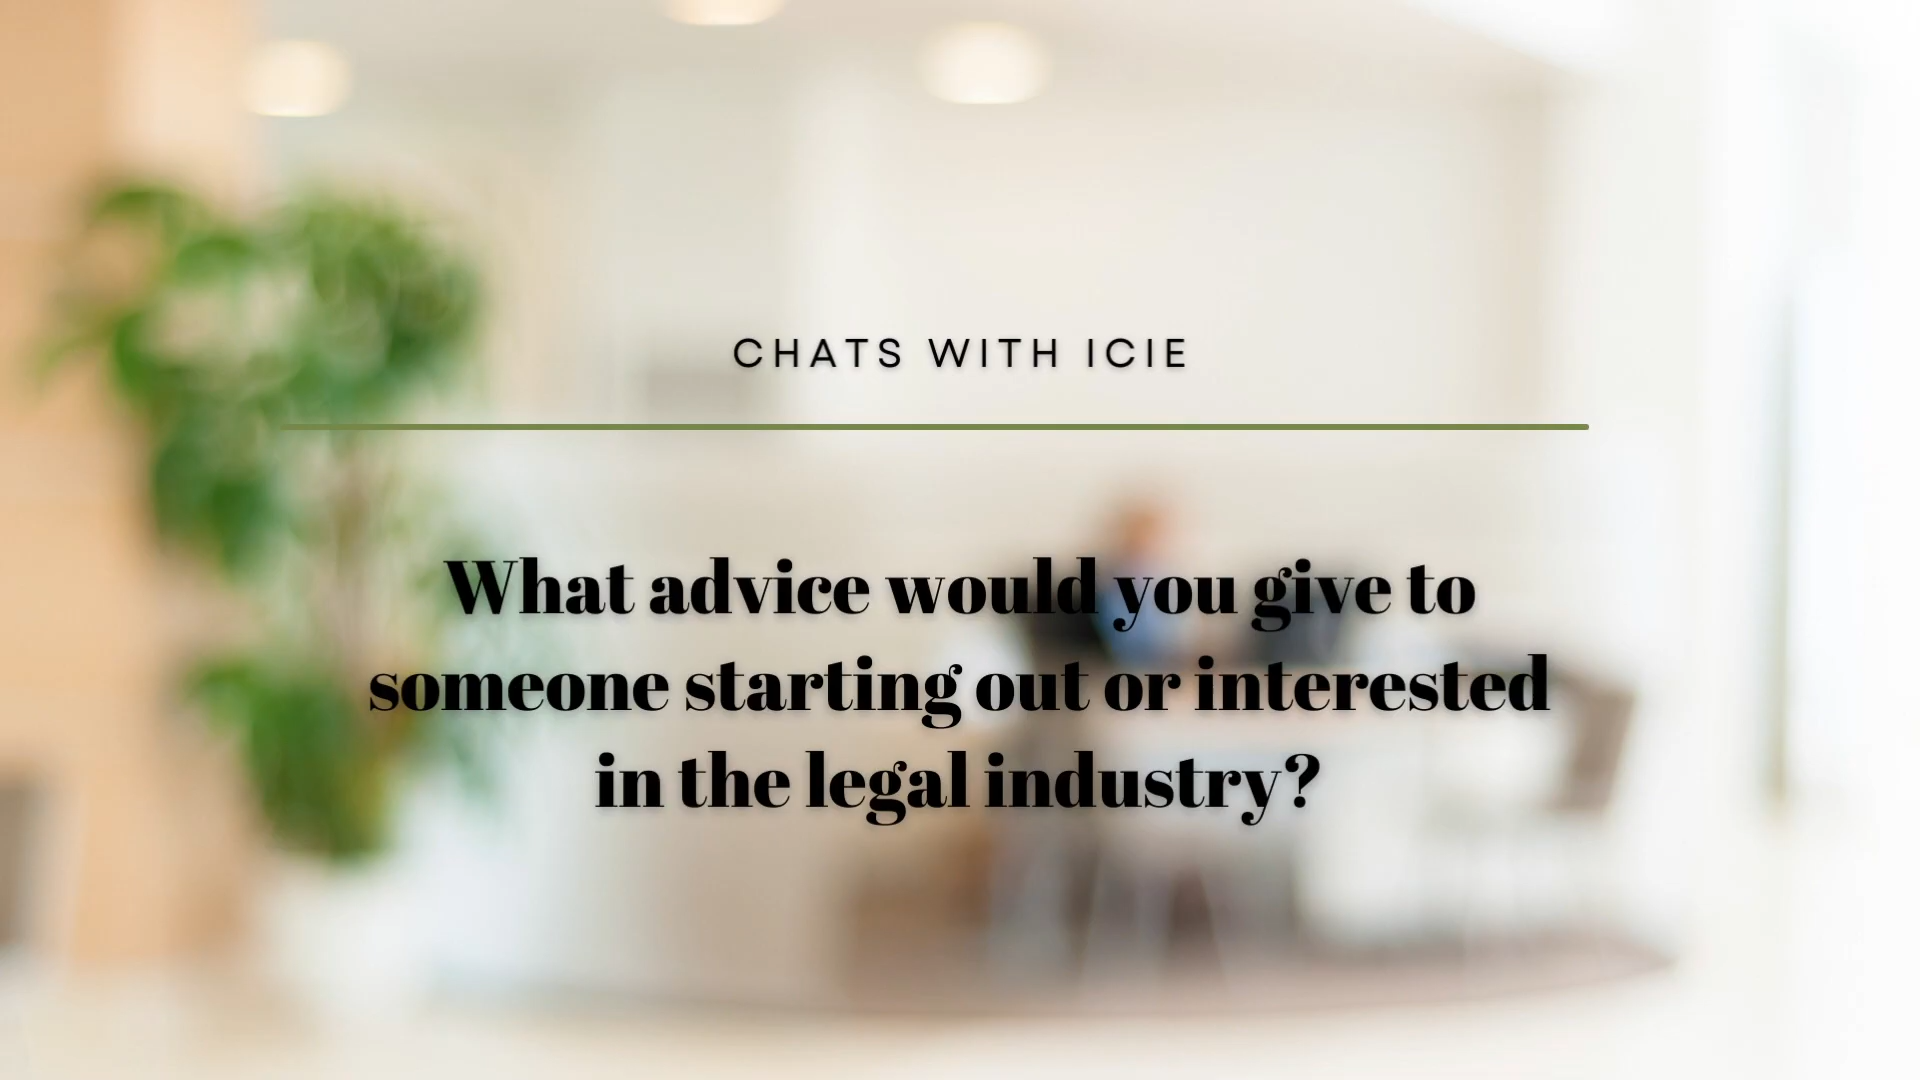 CHATS WITH ICIE
What advice would you give to
someone starting out or interested
in the legal industry?